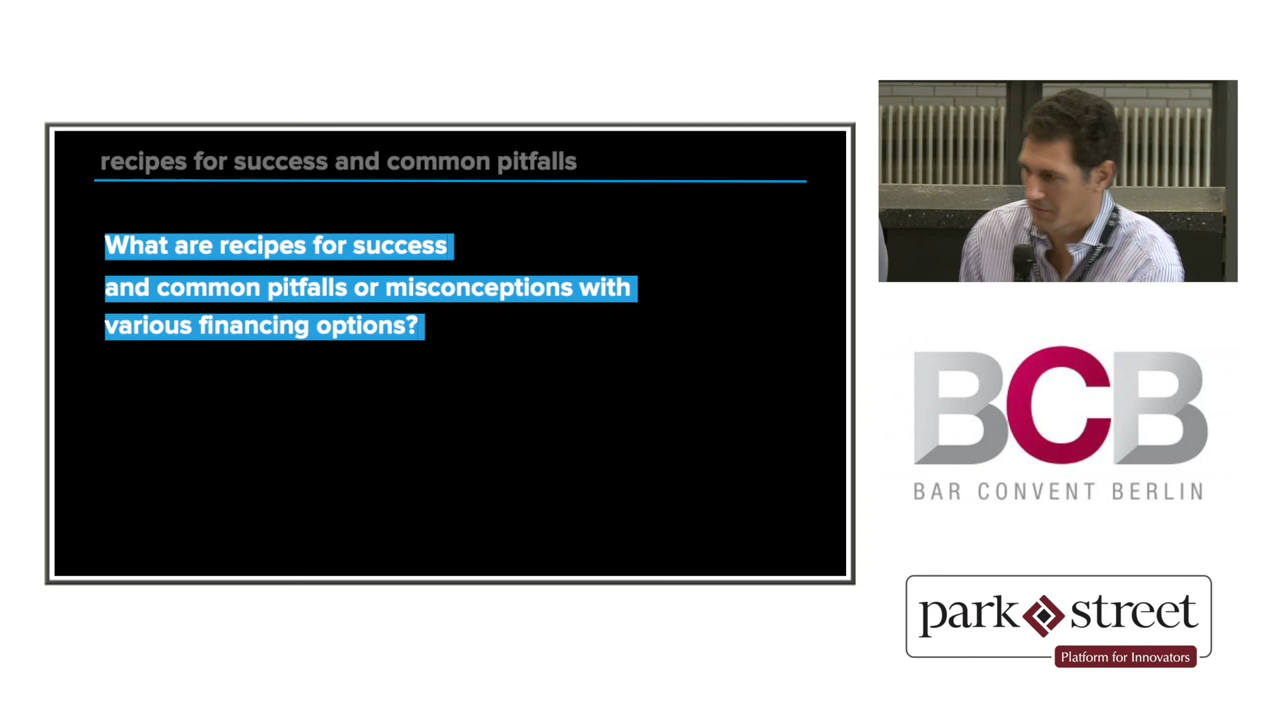 recipes for success and common pitfalls
What are recipes for success
and common pitfalls or misconceptions with
various financing options?
BCB
BAR CONVENT BERLIN
park street
Platform for Innovators